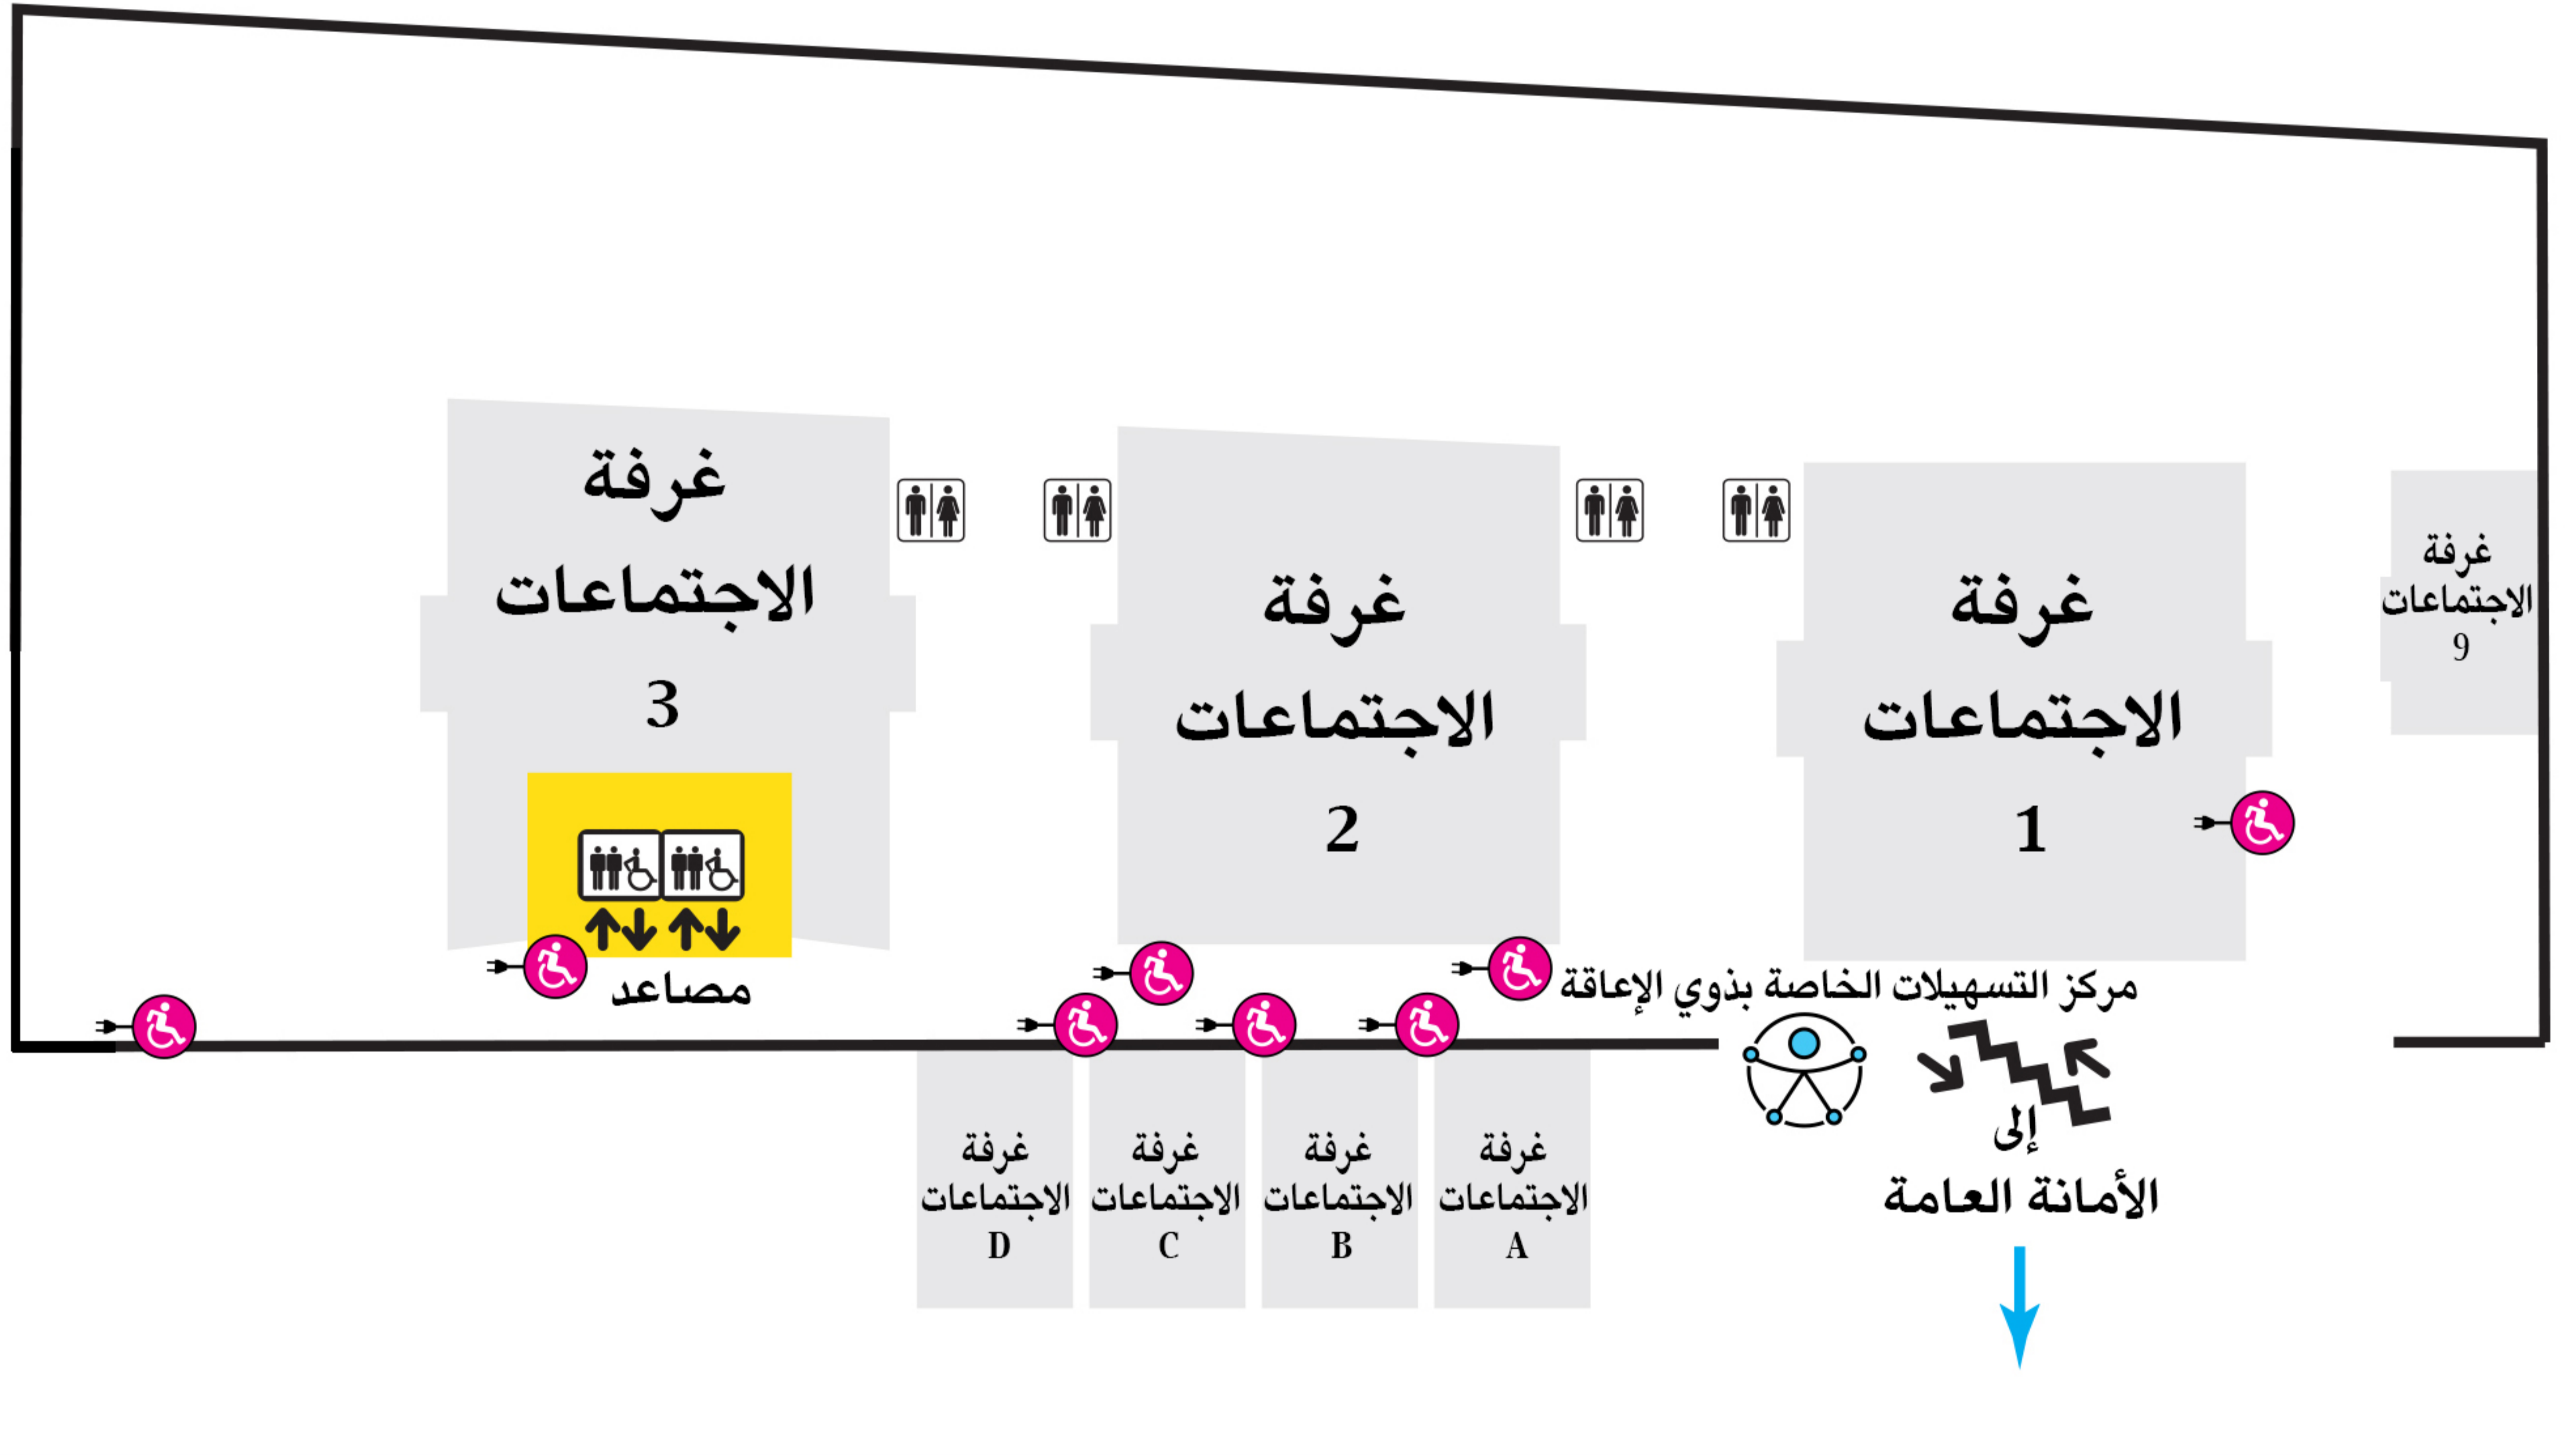 غرفة
الاجتماعات
1
غرفة
الاجتماعات
2
غرفة
الاجتماعات
3
غرفة
الاجتماعات
9
مصاعد
مركز التسهيلات الخاصة بذوي الإعاقة
إلى
الأمانة العامة
غرفة
الاجتماعات
A
غرفة
الاجتماعات
B
غرفة
الاجتماعات
C
غرفة
الاجتماعات
D